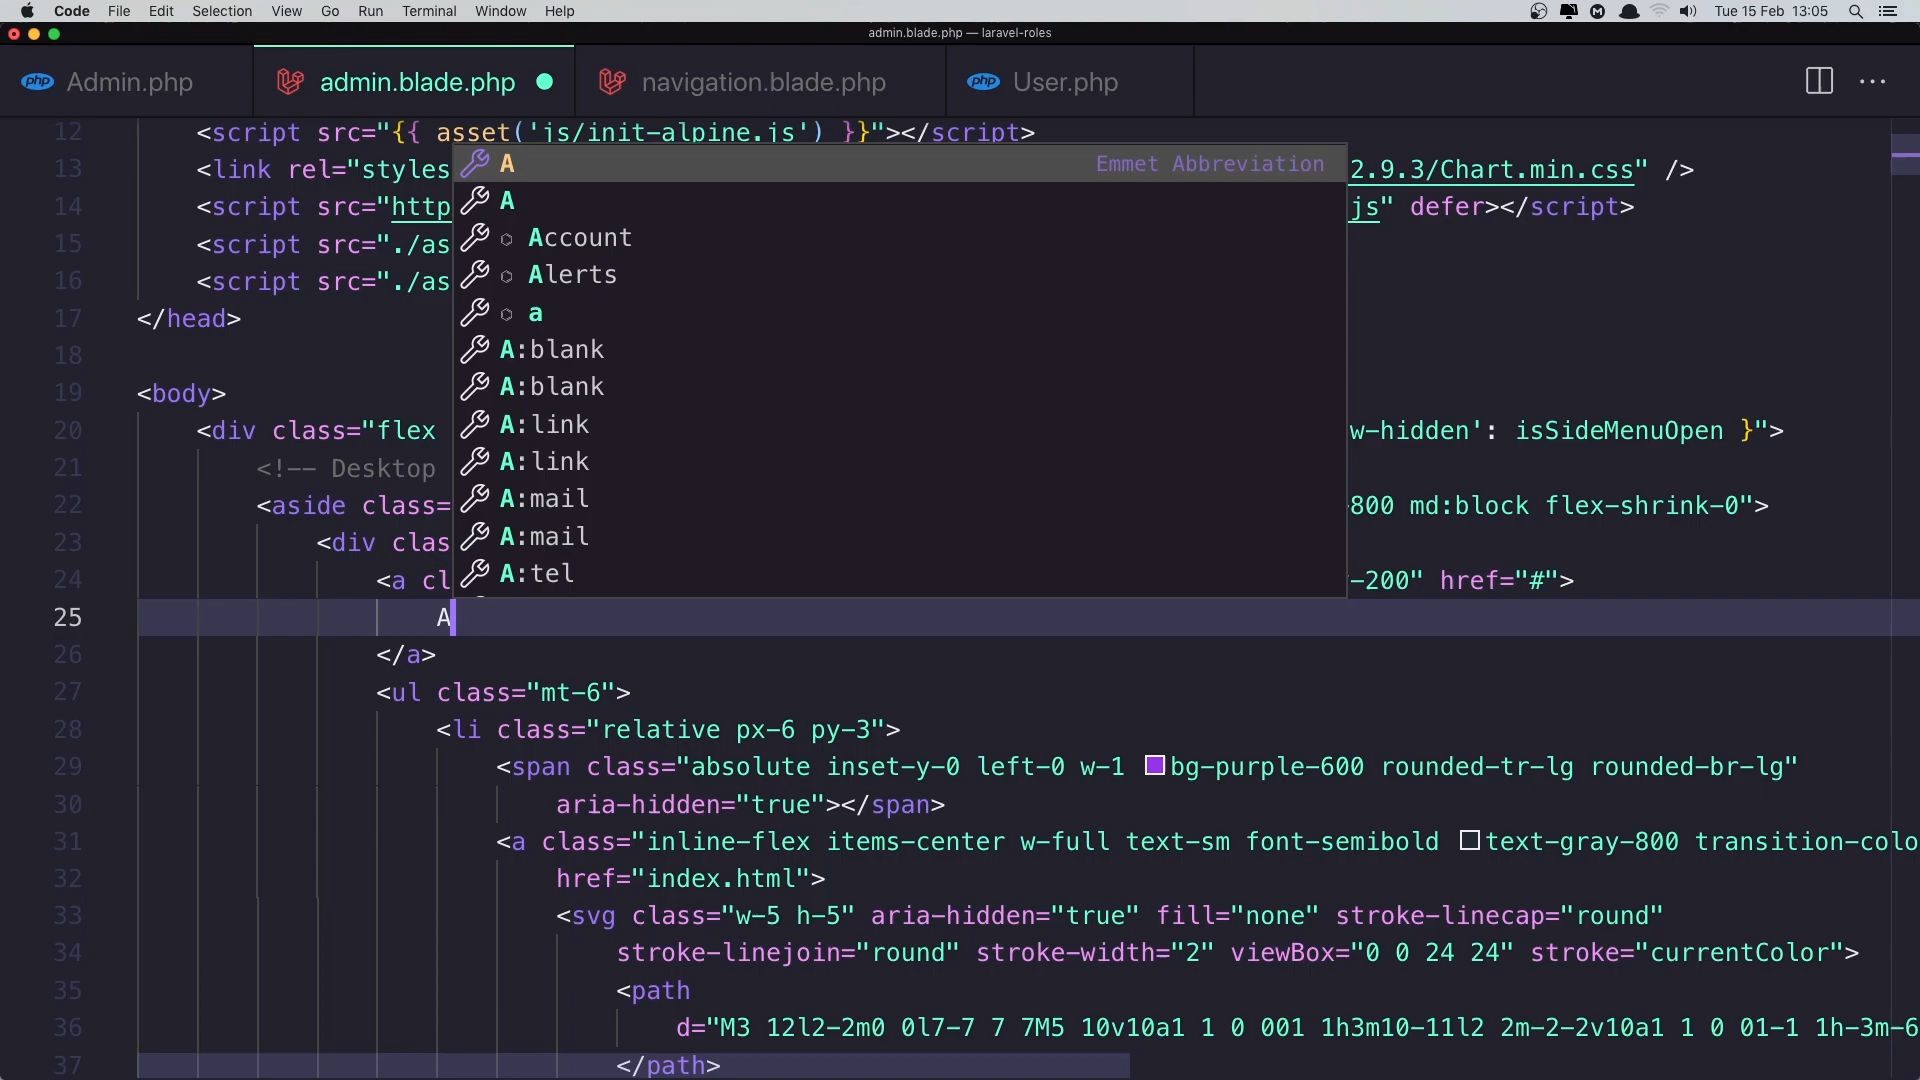 Code File Edit Selection View Go Run Terminal Window Help Tue 15 Feb 13:05
admin.blade.php — laravel-roles
php Admin.php admin.blade.php navigation.blade.php php User.php
12 <script src="{{ asset('js/init-alpine.js') }}"></script>
A Emmet Abbreviation
13 <link rel="styles 2.9.3/Chart.min.css" />
A
14 <script src="http js" defer></script>
Account
15 <script src="./as
Alerts
16 <script src="./as
a
17 </head>
A:blank
18
A:blank
19 <body>
A:link
20 <div class="flex w-hidden': isSideMenuOpen }">
A:link
21 <!-- Desktop
A:mail
22 <aside class= 800 md:block flex-shrink-0">
A:mail
23 <div clas
A:tel
24 <a cl -200" href="#">
25 A
26 </a>
27 <ul class="mt-6">
28 <li class="relative px-6 py-3">
29 <span class="absolute inset-y-0 left-0 w-1 bg-purple-600 rounded-tr-lg rounded-br-lg"
30 aria-hidden="true"></span>
31 <a class="inline-flex items-center w-full text-sm font-semibold text-gray-800 transition-colo
32 href="index.html">
33 <svg class="w-5 h-5" aria-hidden="true" fill="none" stroke-linecap="round"
34 stroke-linejoin="round" stroke-width="2" viewBox="0 0 24 24" stroke="currentColor">
35 <path
36 d="M3 12l2-2m0 0l7-7 7 7M5 10v10a1 1 0 001 1h3m10-11l2 2m-2-2v10a1 1 0 01-1 1h-3m-6
37 </path>